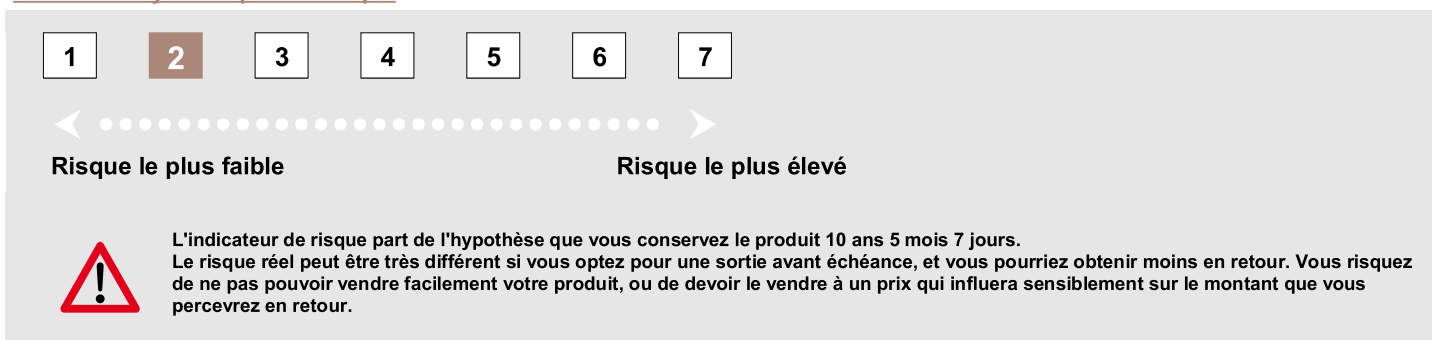 1 2 3 4 5 6 7
Risque le plus faible Risque le plus élevé
L'indicateur de risque part de l'hypothèse que vous conservez le produit 10 ans 5 mois 7 jours.
Le risque réel peut être très différent si vous optez pour une sortie avant échéance, et vous pourriez obtenir moins en retour. Vous risquez
de ne pas pouvoir vendre facilement votre produit, ou de devoir le vendre à un prix qui influera sensiblement sur le montant que vous
percevrez en retour.